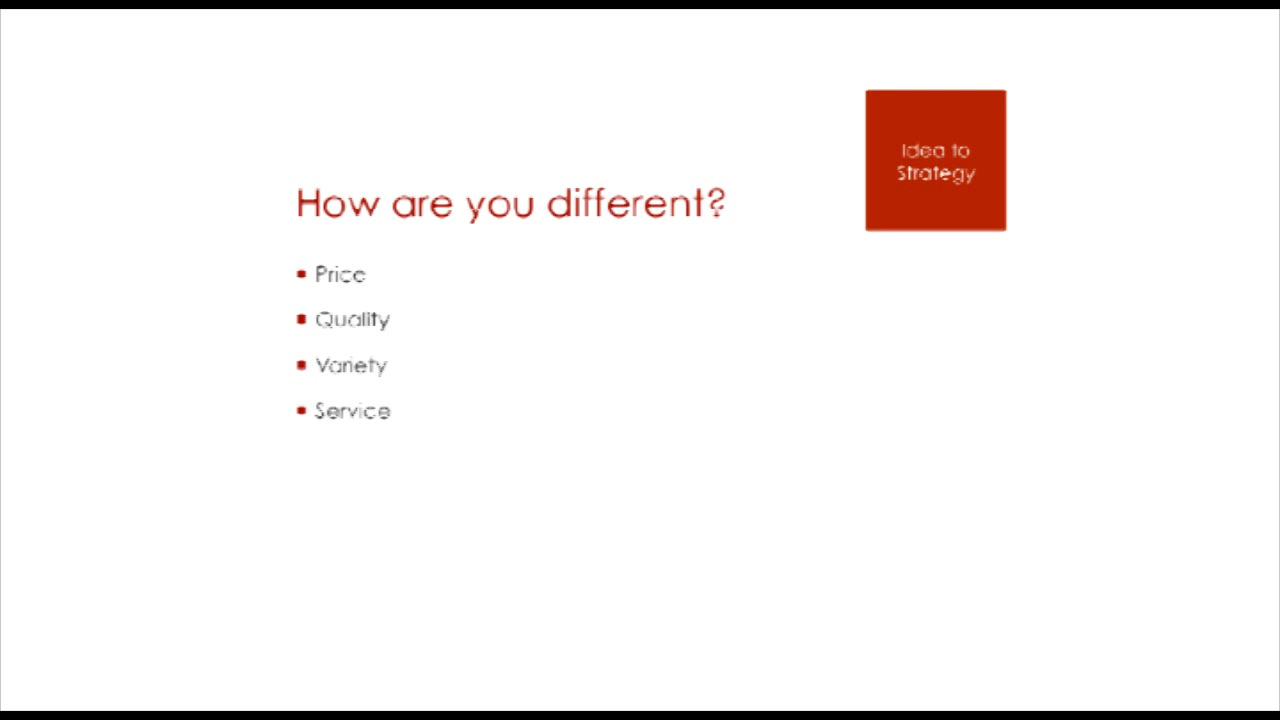 Idea to
Strategy
How are you different?
Price
Quality
Variety
Service